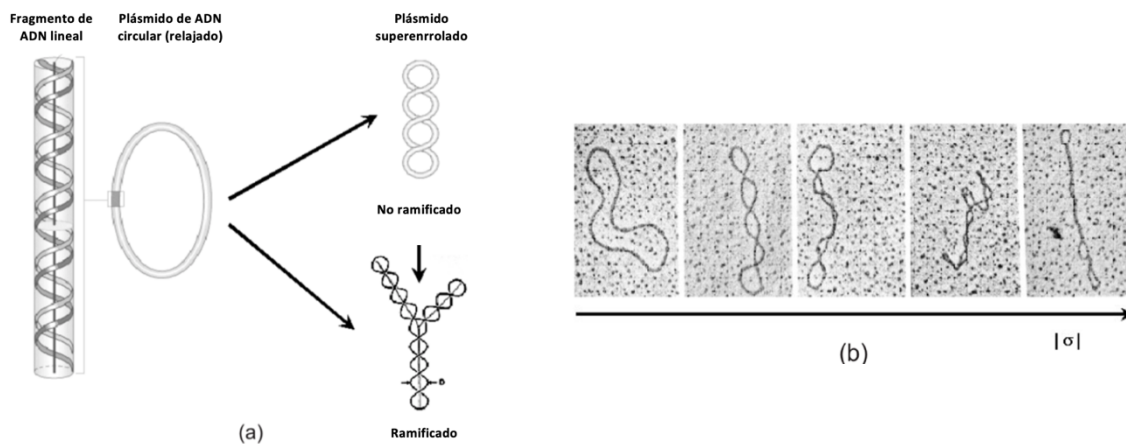 Fragmento de
ADN lineal
Plásmido de ADN
circular (relajado)
Plásmido
superenrrolado
No ramificado
Ramificado
(a)
(b)
|σ|